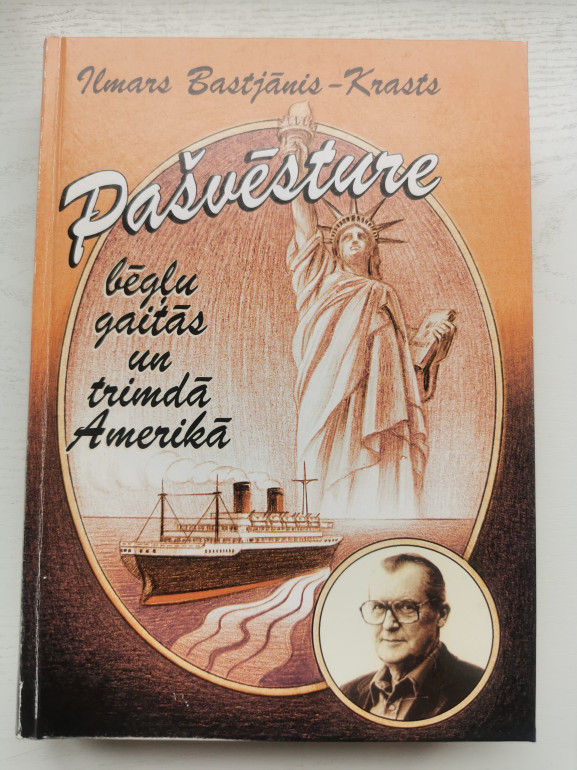 Ilmars Bastjānis-Krasts
Pašvēsture
bēgļu
gaitās
un
trimdā
Amerikā